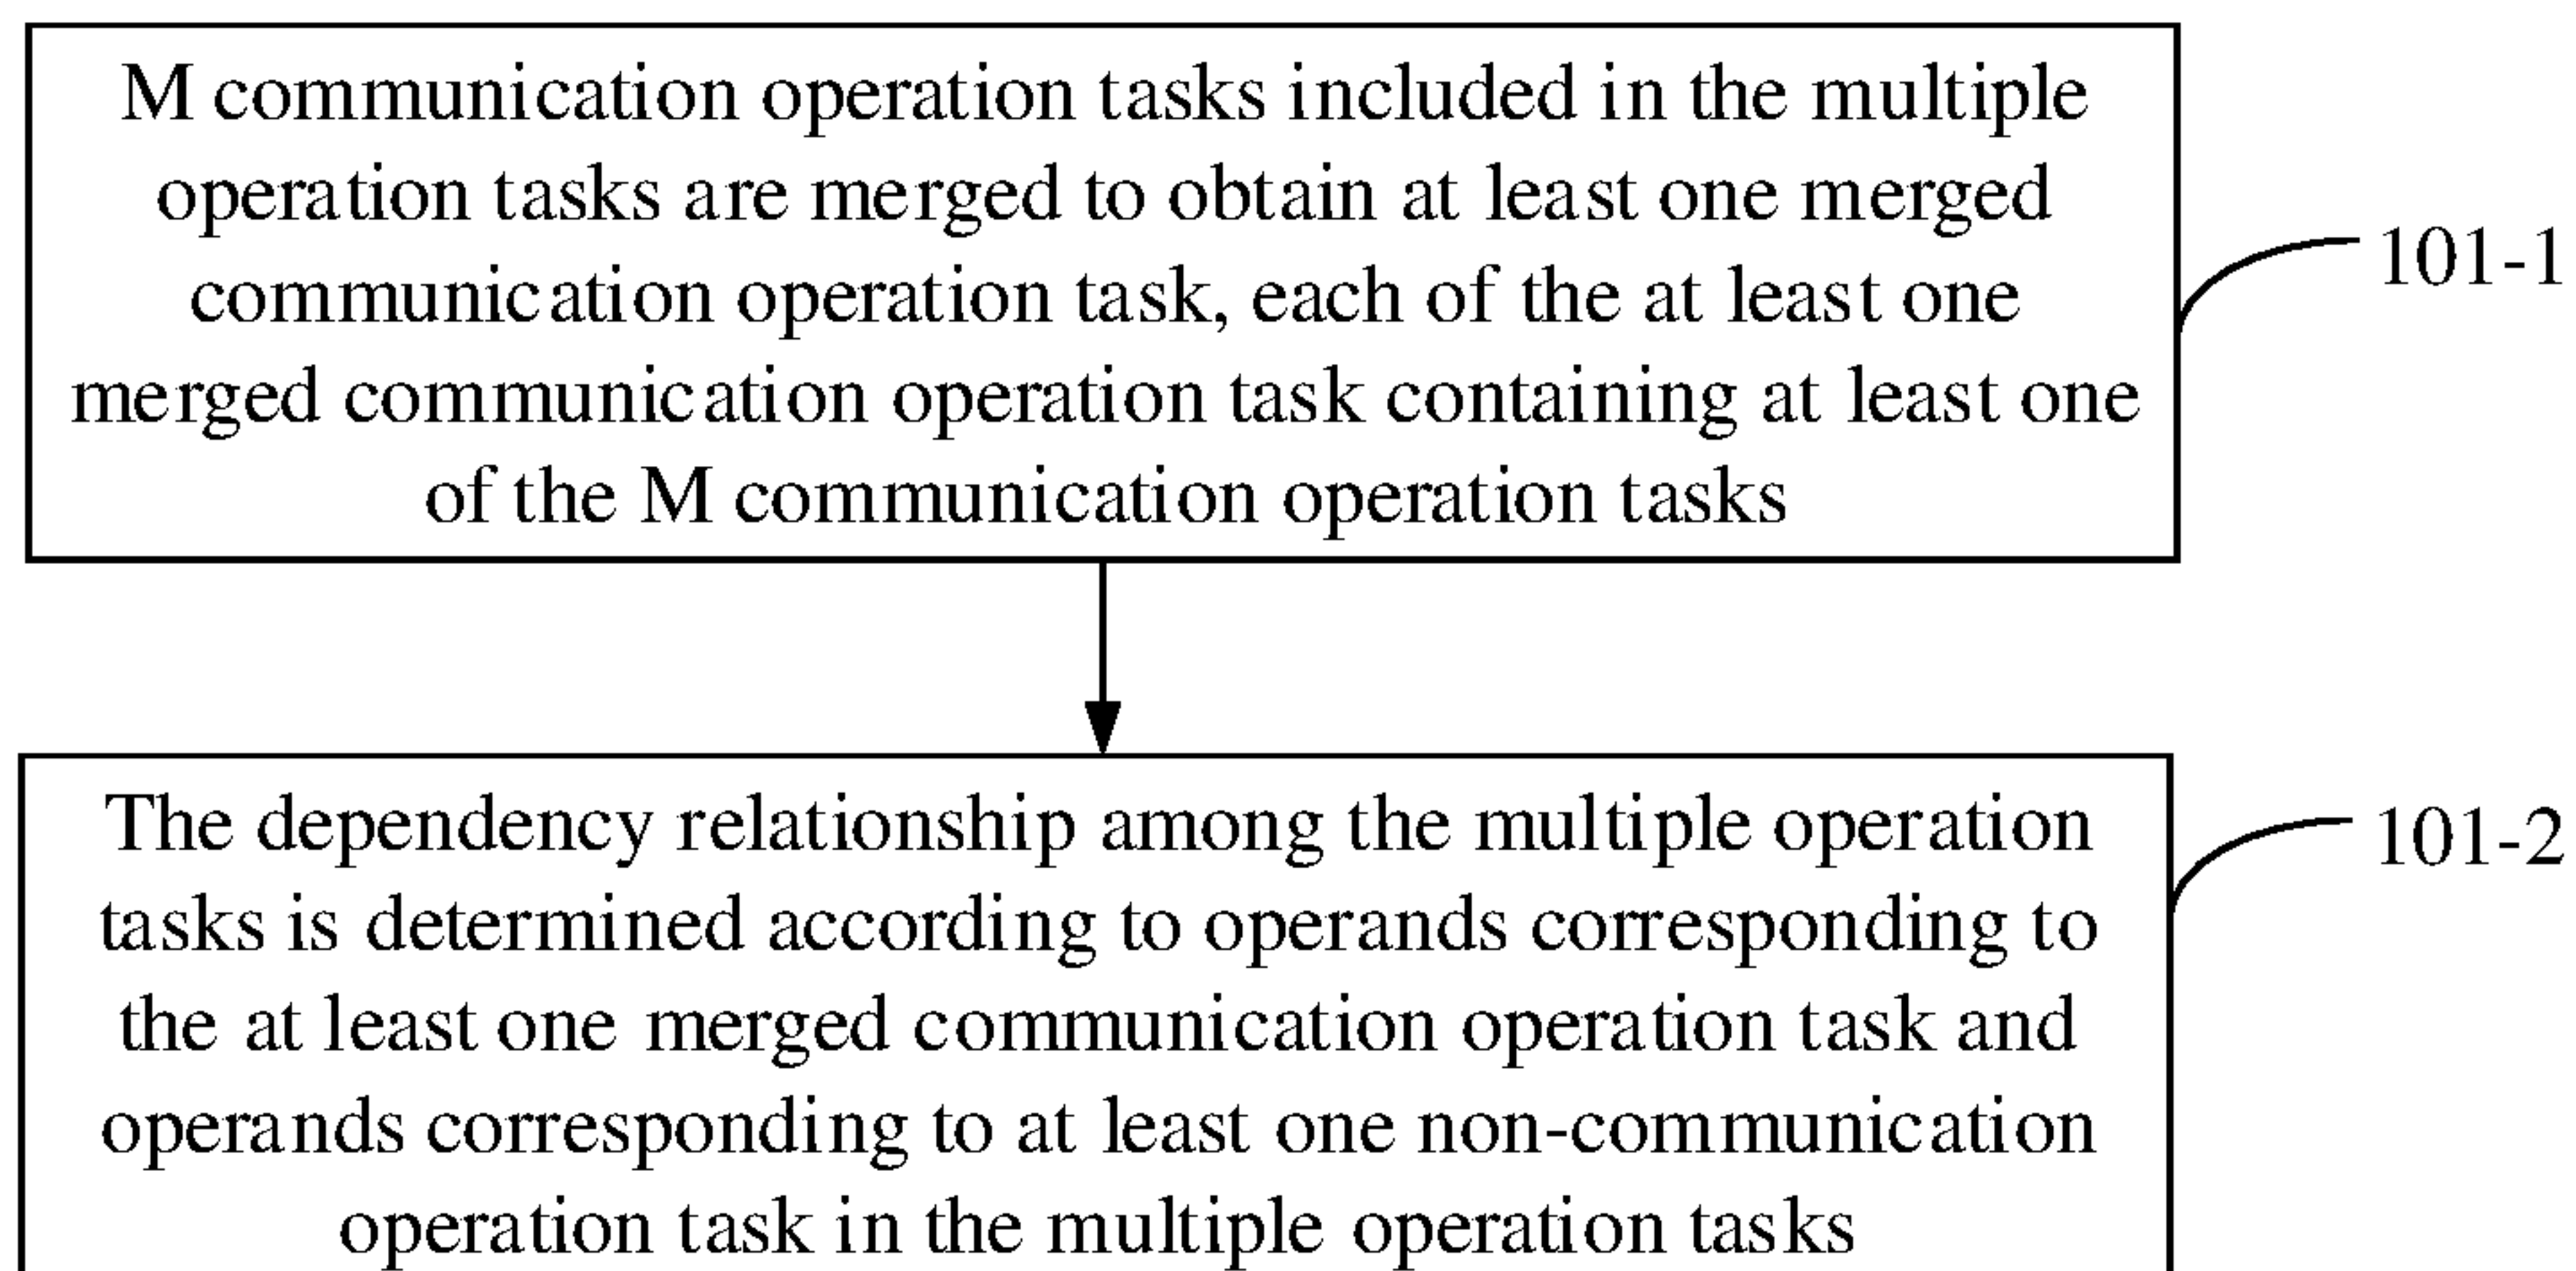 M communication operation tasks included in the multiple
operation tasks are merged to obtain at least one merged
communication operation task, each of the at least one
merged communication operation task containing at least one
of the M communication operation tasks
101-1
The dependency relationship among the multiple operation
tasks is determined according to operands corresponding to
the at least one merged communication operation task and
operands corresponding to at least one non-communication
operation task in the multiple operation tasks
101-2